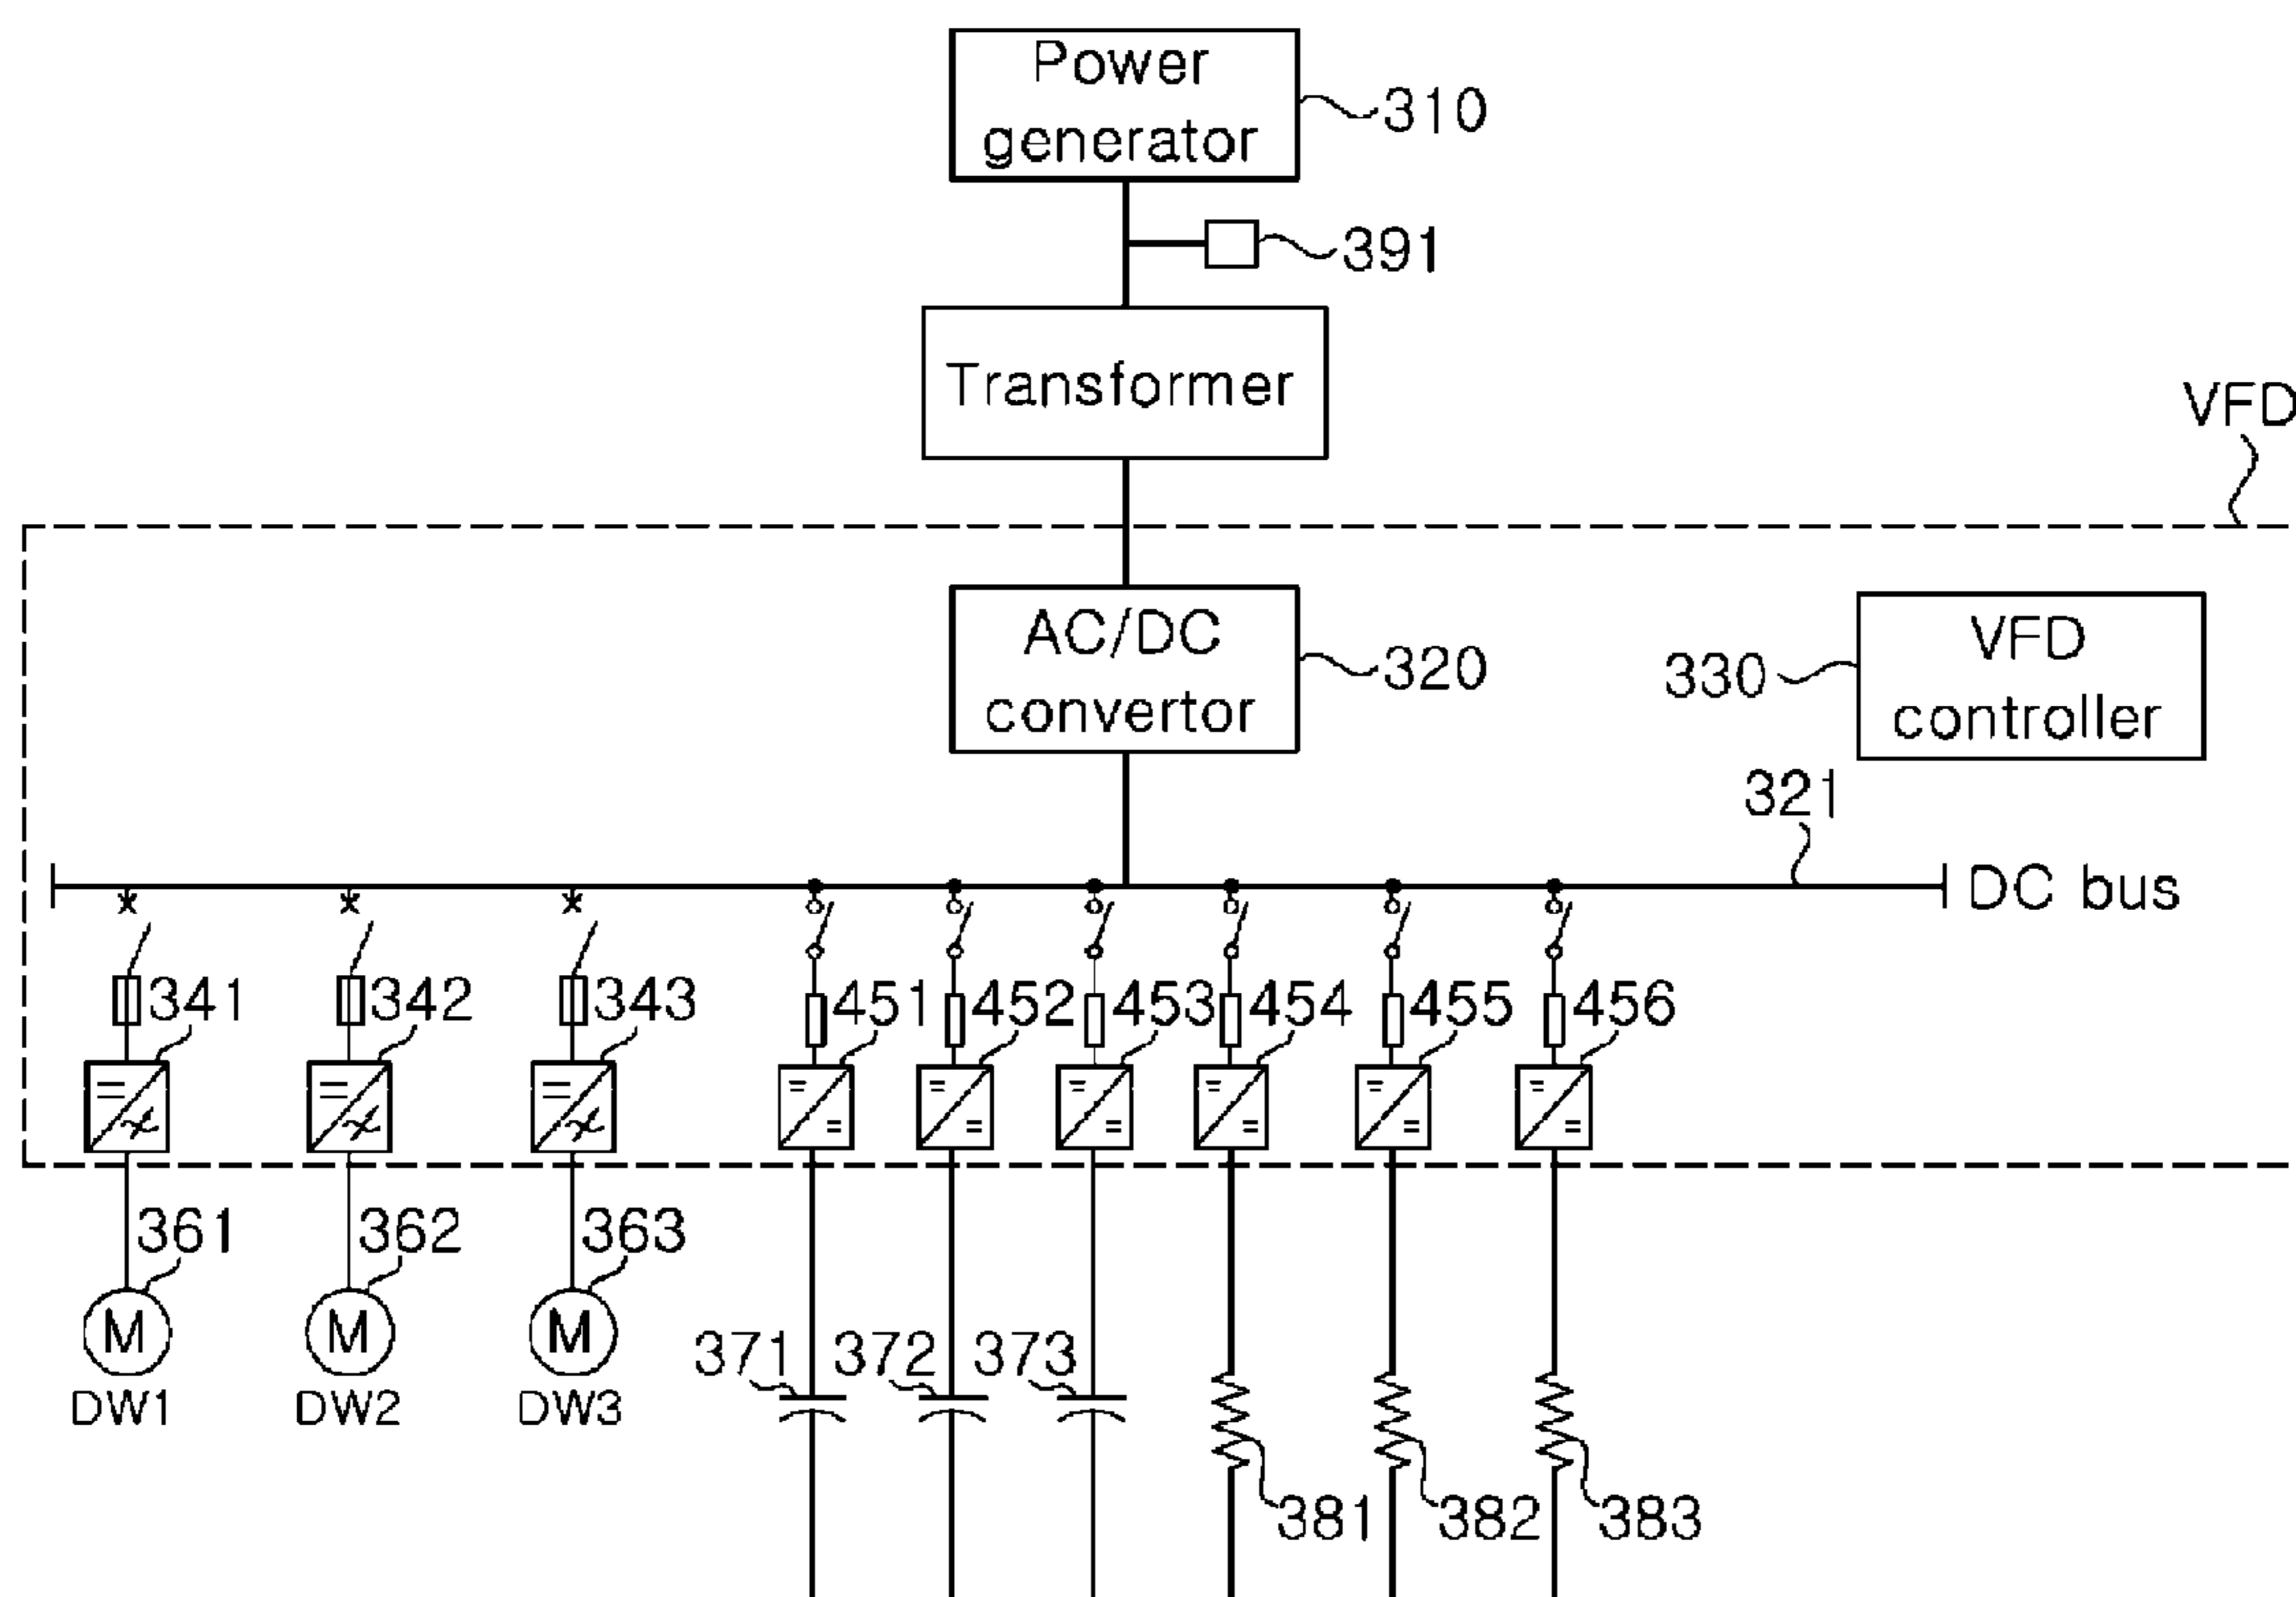 Power
generator
310
391
Transformer
VFD
AC/DC
convertor
320
330
VFD
controller
321
DC bus
341
342
343
451
452
453
454
455
456
361
362
363
M
M
M
DW1
DW2
DW3
371
372
373
381
382
383